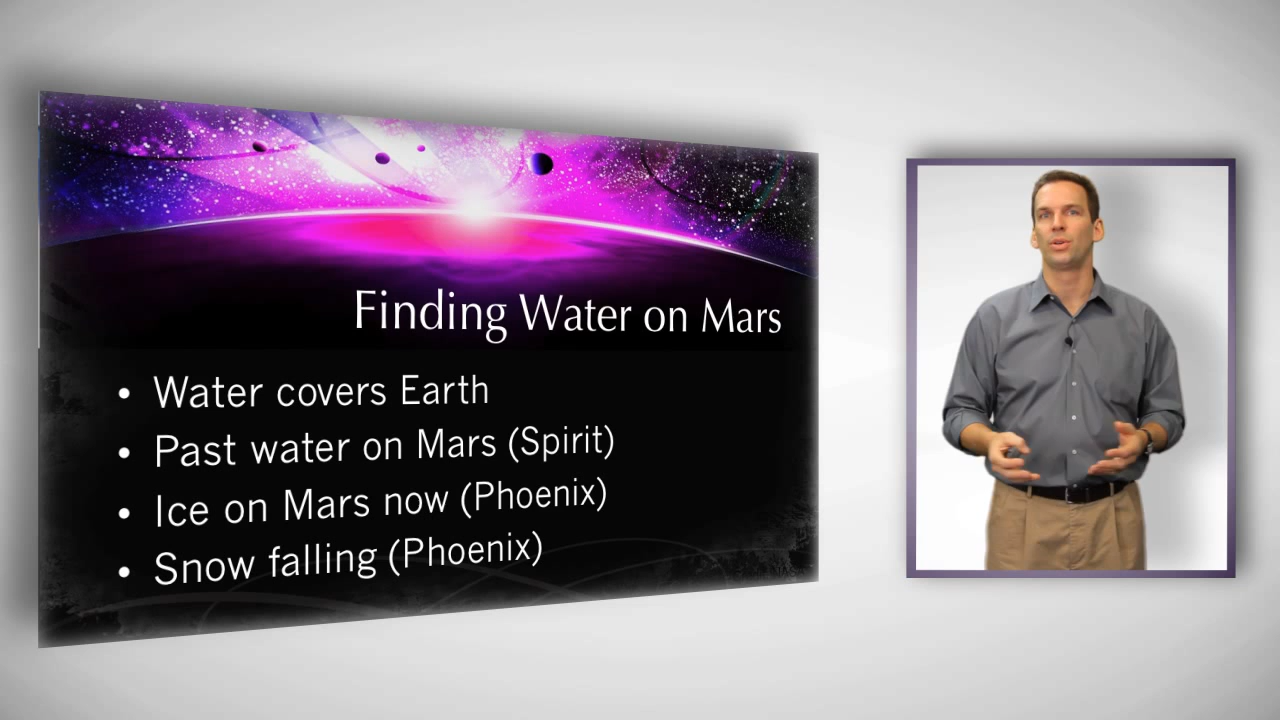 Finding Water on Mars
• Water covers Earth
• Past water on Mars (Spirit)
• Ice on Mars now (Phoenix)
• Snow falling (Phoenix)